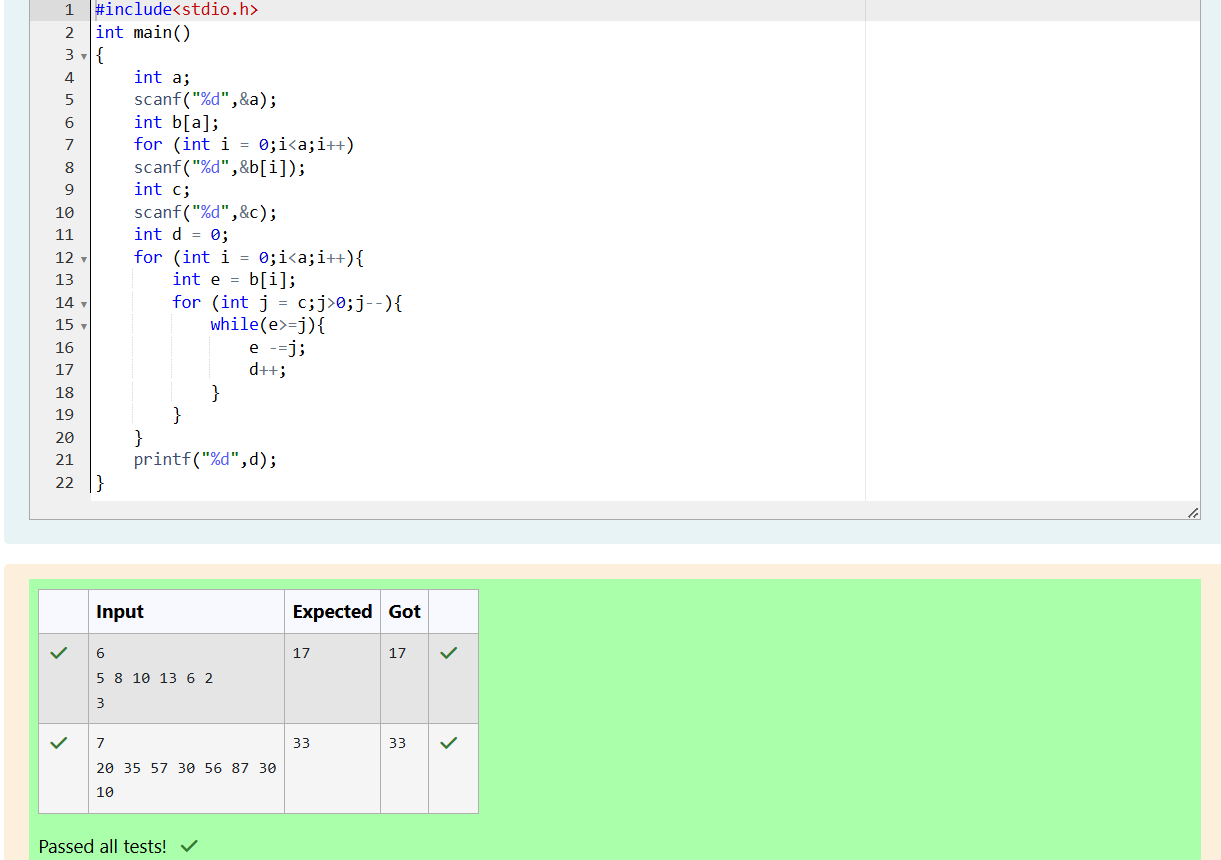 1 #include<stdio.h>
2 int main()
3 {
4     int a;
5     scanf("%d",&a);
6     int b[a];
7     for (int i = 0;i<a;i++)
8     scanf("%d",&b[i]);
9     int c;
10     scanf("%d",&c);
11     int d = 0;
12     for (int i = 0;i<a;i++){
13         int e = b[i];
14         for (int j = c;j>0;j--){
15             while(e>=j){
16                 e -=j;
17                 d++;
18             }
19         }
20     }
21     printf("%d",d);
22 }
Input Expected Got
6 17 17
5 8 10 13 6 2
3
7 33 33
20 35 57 30 56 87 30
10
Passed all tests!